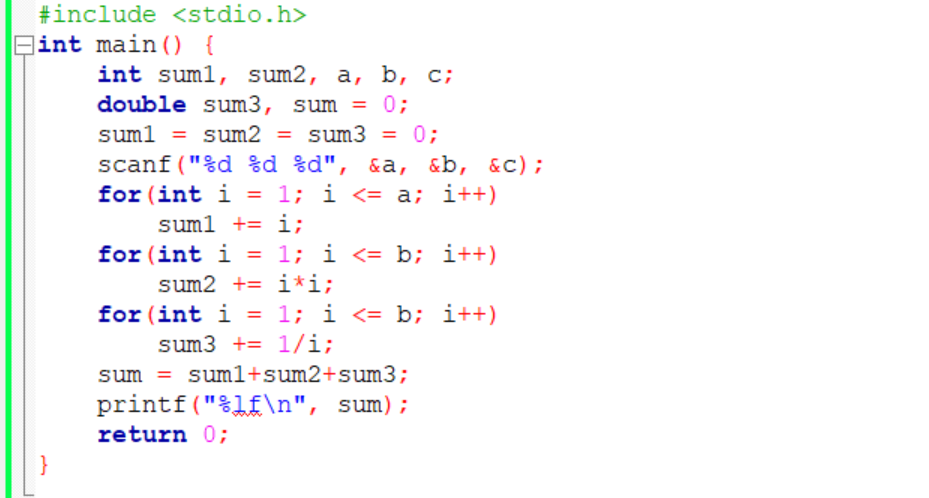 #include <stdio.h>
int main() {
    int sum1, sum2, a, b, c;
    double sum3, sum = 0;
    sum1 = sum2 = sum3 = 0;
    scanf("%d %d %d", &a, &b, &c);
    for(int i = 1; i <= a; i++)
        sum1 += i;
    for(int i = 1; i <= b; i++)
        sum2 += i*i;
    for(int i = 1; i <= b; i++)
        sum3 += 1/i;
    sum = sum1+sum2+sum3;
    printf("%lf\n", sum);
    return 0;
}